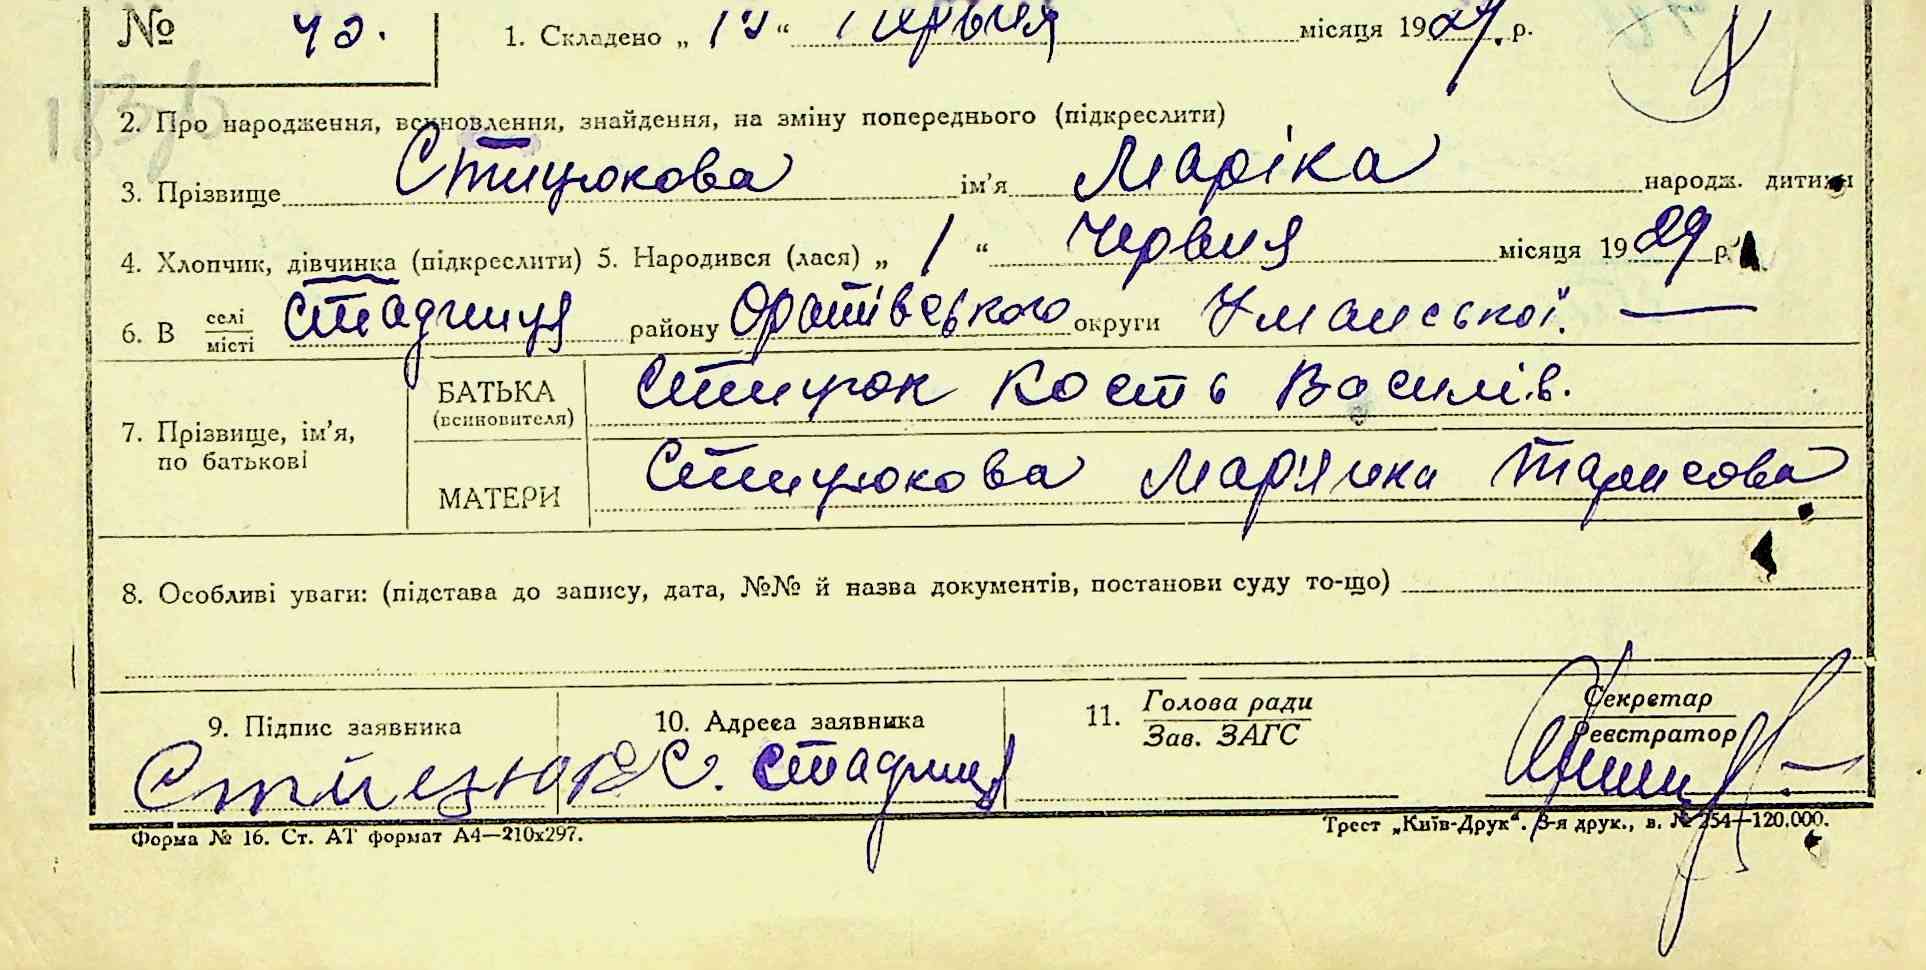 № 43. 1. Складено „ “ Червня місяця 1929. р.
2. Про народження, всиновлення, знайдення, на зміну попереднього (підкреслити)
3. Прізвище Стицюкова ім'я Маріка народж. дитини
4. Хлопчик, дівчинка (підкреслити) 5. Народився (лася) „ 1 “ Червня місяця 1929 р.
6. В селі/місті Стадниця району Оратівського округи Уманської. —
7. Прізвище, ім'я, по батькові
БАТЬКА (всиновителя) Стицюк Кость Василів.
МАТЕРИ Стицюкова Мар'яна Тарасова
8. Особливі уваги: (підстава до запису, дата, №№ й назва документів, постанови суду то-що)
9. Підпис заявника 10. Адреса заявника 11. Голова ради Секретар
Зав. ЗАГС Реєстратор
Стицюк С. Стадниця
Форма № 16. Ст. АТ формат А4—210х297. Трест „Київ-Друк“. 3-я друк., в. № 254—120.000.